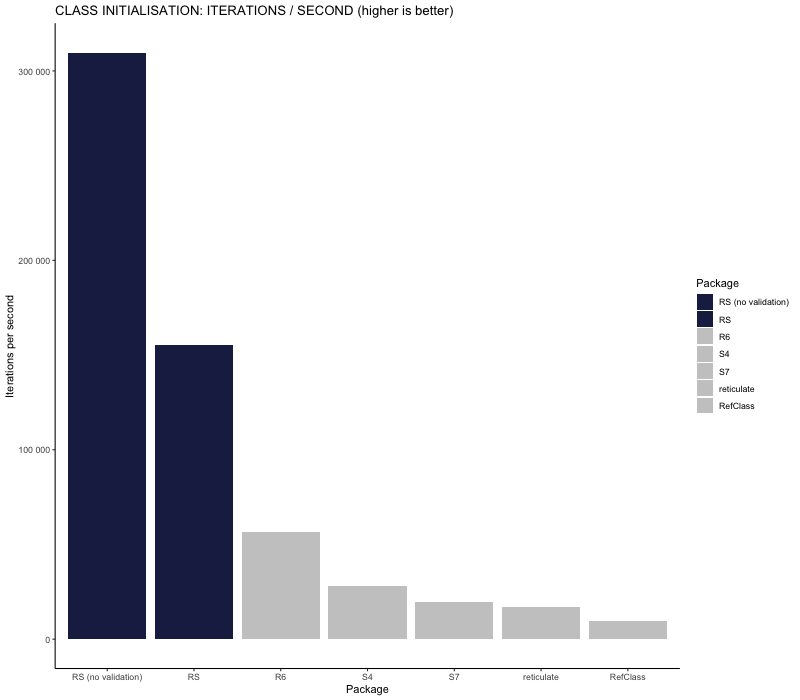 CLASS INITIALISATION: ITERATIONS / SECOND (higher is better)
Iterations per second
300 000
200 000
100 000
0
RS (no validation)
RS
R6
S4
S7
reticulate
RefClass
Package
Package
RS (no validation)
RS
R6
S4
S7
reticulate
RefClass